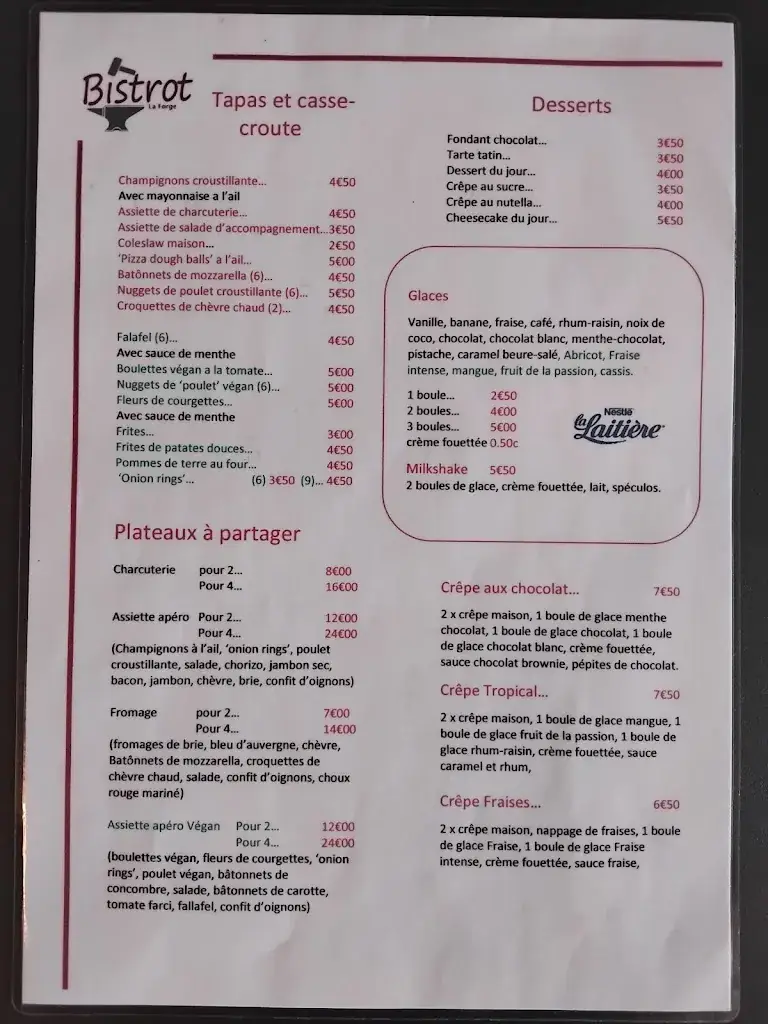 Bistrot
La Forge
Tapas et casse-
croute
Champignons croustillante... 4€50
Avec mayonnaise a l'ail
Assiette de charcuterie... 4€50
Assiette de salade d'accompagnement...3€50
Coleslaw maison... 2€50
'Pizza dough balls' a l'ail... 5€00
Batônnets de mozzarella (6)... 4€50
Nuggets de poulet croustillante (6)... 5€50
Croquettes de chèvre chaud (2)... 4€50
Falafel (6)... 4€50
Avec sauce de menthe
Boulettes végan a la tomate... 5€00
Nuggets de 'poulet' végan (6)... 5€00
Fleurs de courgettes... 5€00
Avec sauce de menthe
Frites... 3€00
Frites de patates douces... 4€50
Pommes de terre au four... 4€50
'Onion rings'... (6) 3€50 (9)... 4€50
Plateaux à partager
Charcuterie pour 2... 8€00
Pour 4... 16€00
Assiette apéro Pour 2... 12€00
Pour 4... 24€00
(Champignons à l'ail, 'onion rings', poulet
croustillante, salade, chorizo, jambon sec,
bacon, jambon, chèvre, brie, confit d'oignons)
Fromage pour 2... 7€00
Pour 4... 14€00
(fromages de brie, bleu d'auvergne, chèvre,
Batônnets de mozzarella, croquettes de
chèvre chaud, salade, confit d'oignons, choux
rouge mariné)
Assiette apéro Végan Pour 2... 12€00
Pour 4... 24€00
(boulettes végan, fleurs de courgettes, 'onion
rings', poulet végan, bâtonnets de
concombre, salade, bâtonnets de carotte,
tomate farci, fallafel, confit d'oignons)
Desserts
Fondant chocolat... 3€50
Tarte tatin... 3€50
Dessert du jour... 4€00
Crêpe au sucre... 3€50
Crêpe au nutella... 4€00
Cheesecake du jour... 5€50
Glaces
Vanille, banane, fraise, café, rhum-raisin, noix de
coco, chocolat, chocolat blanc, menthe-chocolat,
pistache, caramel beure-salé, Abricot, Fraise
intense, mangue, fruit de la passion, cassis.
1 boule... 2€50
2 boules... 4€00
3 boules... 5€00
crème fouettée 0.50c
Nestlé
la Laitière
Milkshake 5€50
2 boules de glace, crème fouettée, lait, spéculos.
Crêpe aux chocolat... 7€50
2 x crêpe maison, 1 boule de glace menthe
chocolat, 1 boule de glace chocolat, 1 boule
de glace chocolat blanc, crème fouettée,
sauce chocolat brownie, pépites de chocolat.
Crêpe Tropical... 7€50
2 x crêpe maison, 1 boule de glace mangue, 1
boule de glace fruit de la passion, 1 boule de
glace rhum-raisin, crème fouettée, sauce
caramel et rhum,
Crêpe Fraises... 6€50
2 x crêpe maison, nappage de fraises, 1 boule
de glace Fraise, 1 boule de glace Fraise
intense, crème fouettée, sauce fraise,